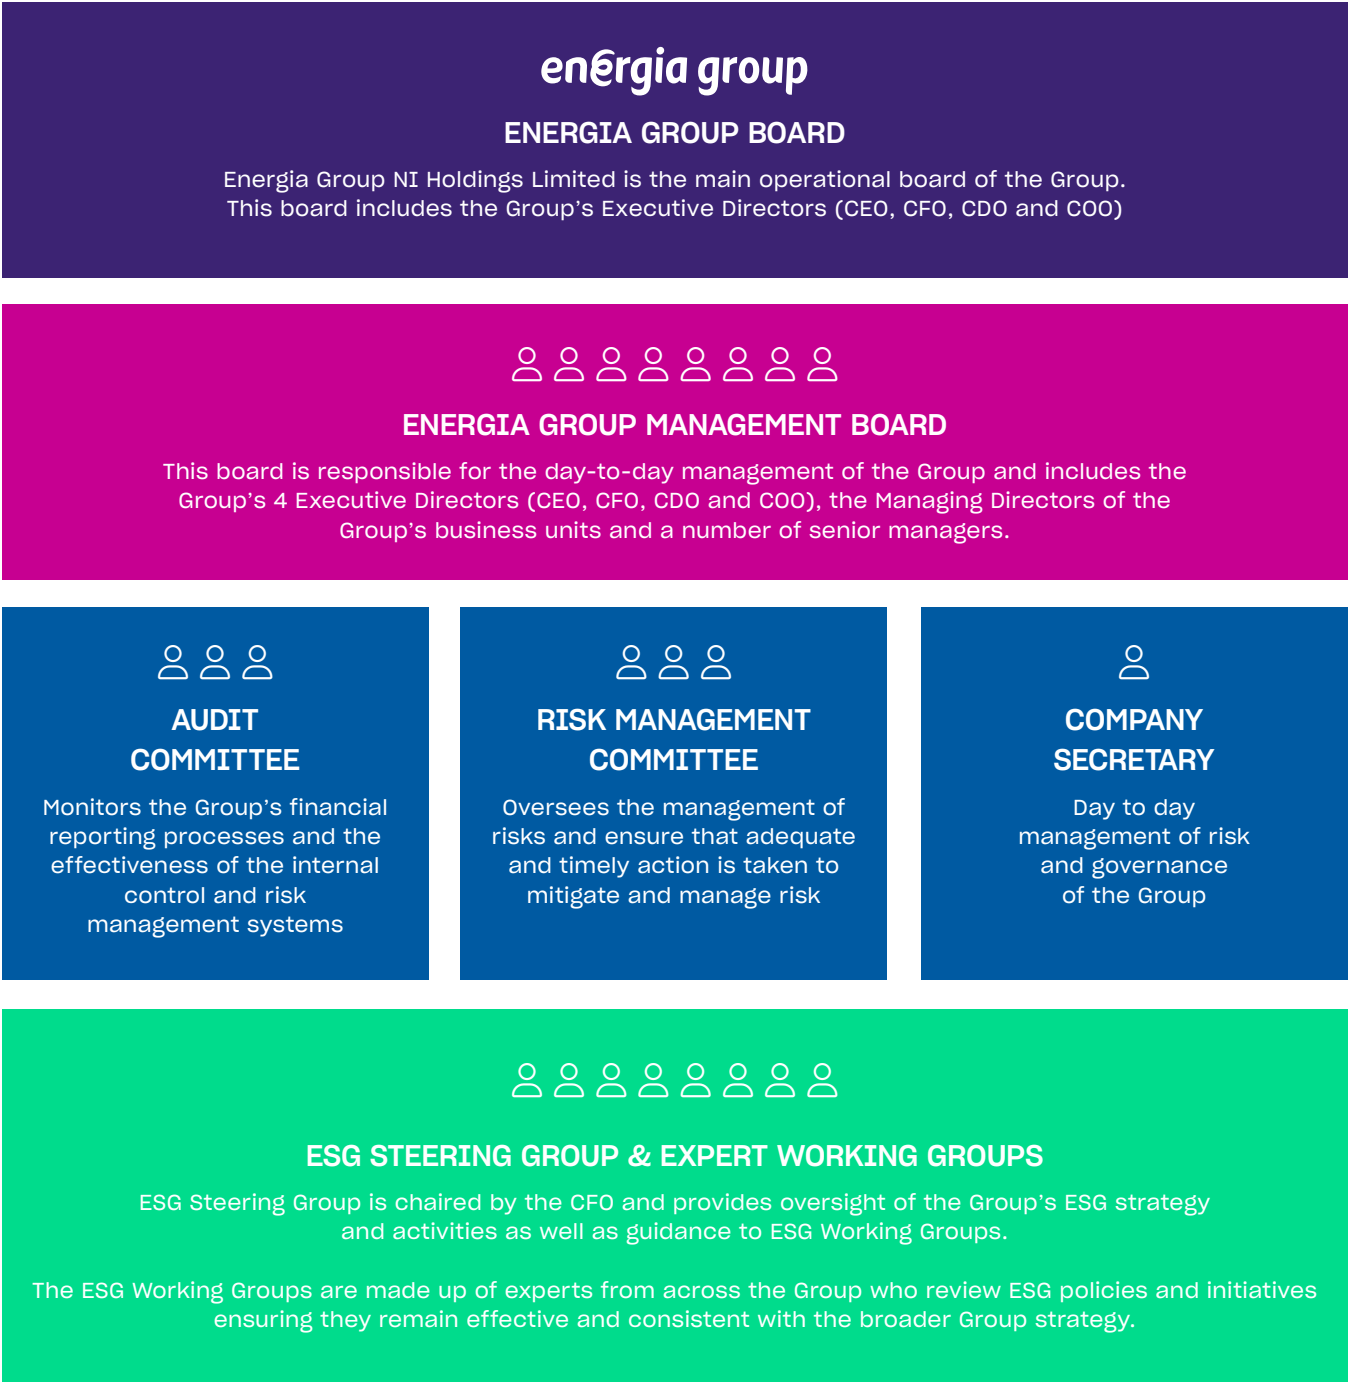 energia group
ENERGIA GROUP BOARD
Energia Group NI Holdings Limited is the main operational board of the Group.
This board includes the Group’s Executive Directors (CEO, CFO, CDO and COO)
ENERGIA GROUP MANAGEMENT BOARD
This board is responsible for the day-to-day management of the Group and includes the
Group’s 4 Executive Directors (CEO, CFO, CDO and COO), the Managing Directors of the
Group’s business units and a number of senior managers.
AUDIT
COMMITTEE
Monitors the Group’s financial
reporting processes and the
effectiveness of the internal
control and risk
management systems
RISK MANAGEMENT
COMMITTEE
Oversees the management of
risks and ensure that adequate
and timely action is taken to
mitigate and manage risk
COMPANY
SECRETARY
Day to day
management of risk
and governance
of the Group
ESG STEERING GROUP & EXPERT WORKING GROUPS
ESG Steering Group is chaired by the CFO and provides oversight of the Group’s ESG strategy
and activities as well as guidance to ESG Working Groups.
The ESG Working Groups are made up of experts from across the Group who review ESG policies and initiatives
ensuring they remain effective and consistent with the broader Group strategy.